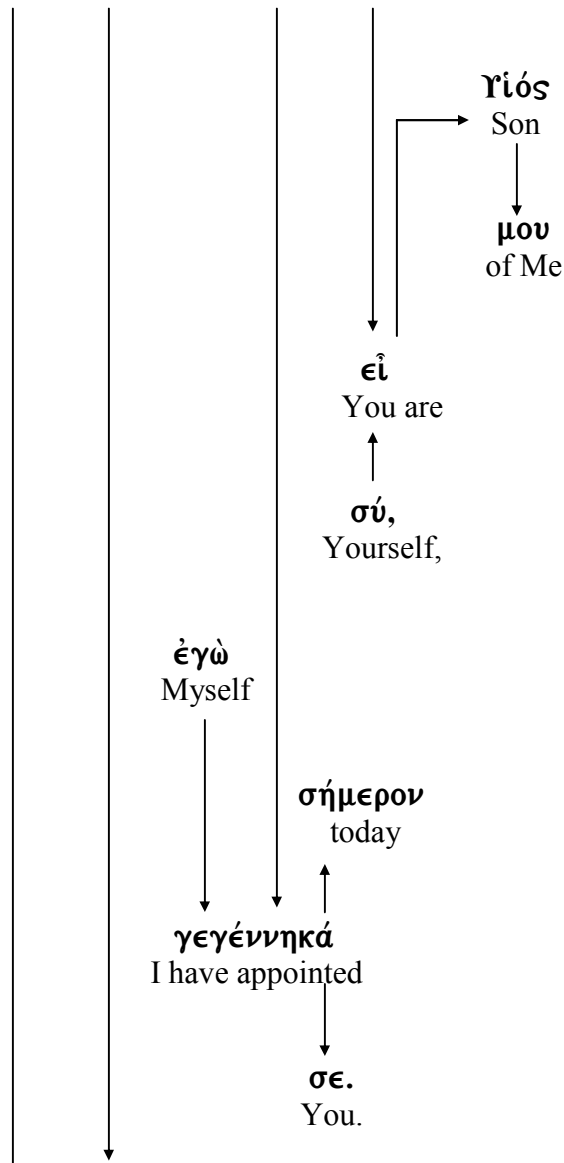 Υἱός
Son
μου
of Me
εἶ
You are
σύ,
Yourself,
ἐγὼ
Myself
σήμερον
today
γεγέννηκά
I have appointed
σε.
You.